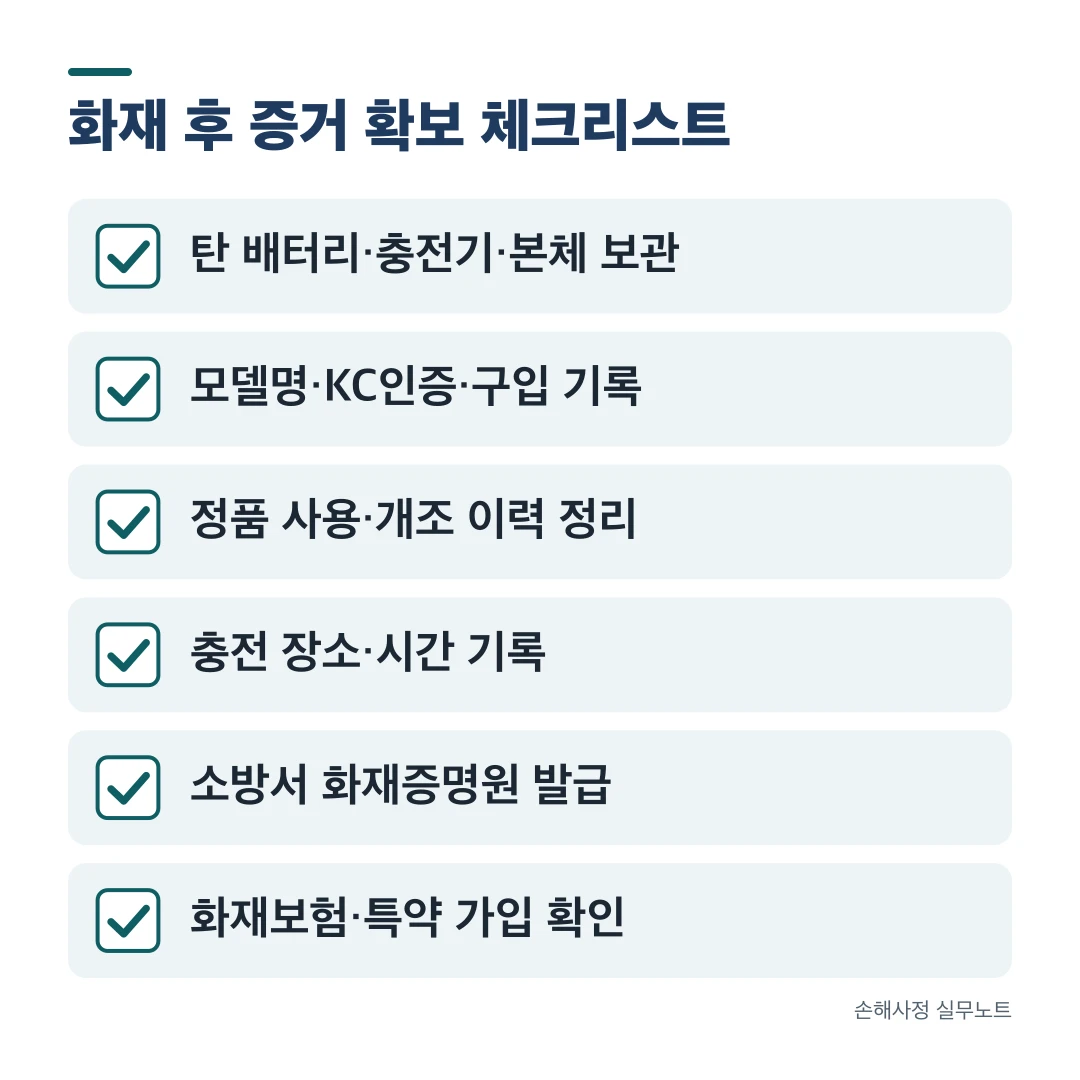 화재 후 증거 확보 체크리스트
탄 배터리·충전기·본체 보관
모델명·KC인증·구입 기록
정품 사용·개조 이력 정리
충전 장소·시간 기록
소방서 화재증명원 발급
화재보험·특약 가입 확인
손해사정 실무노트